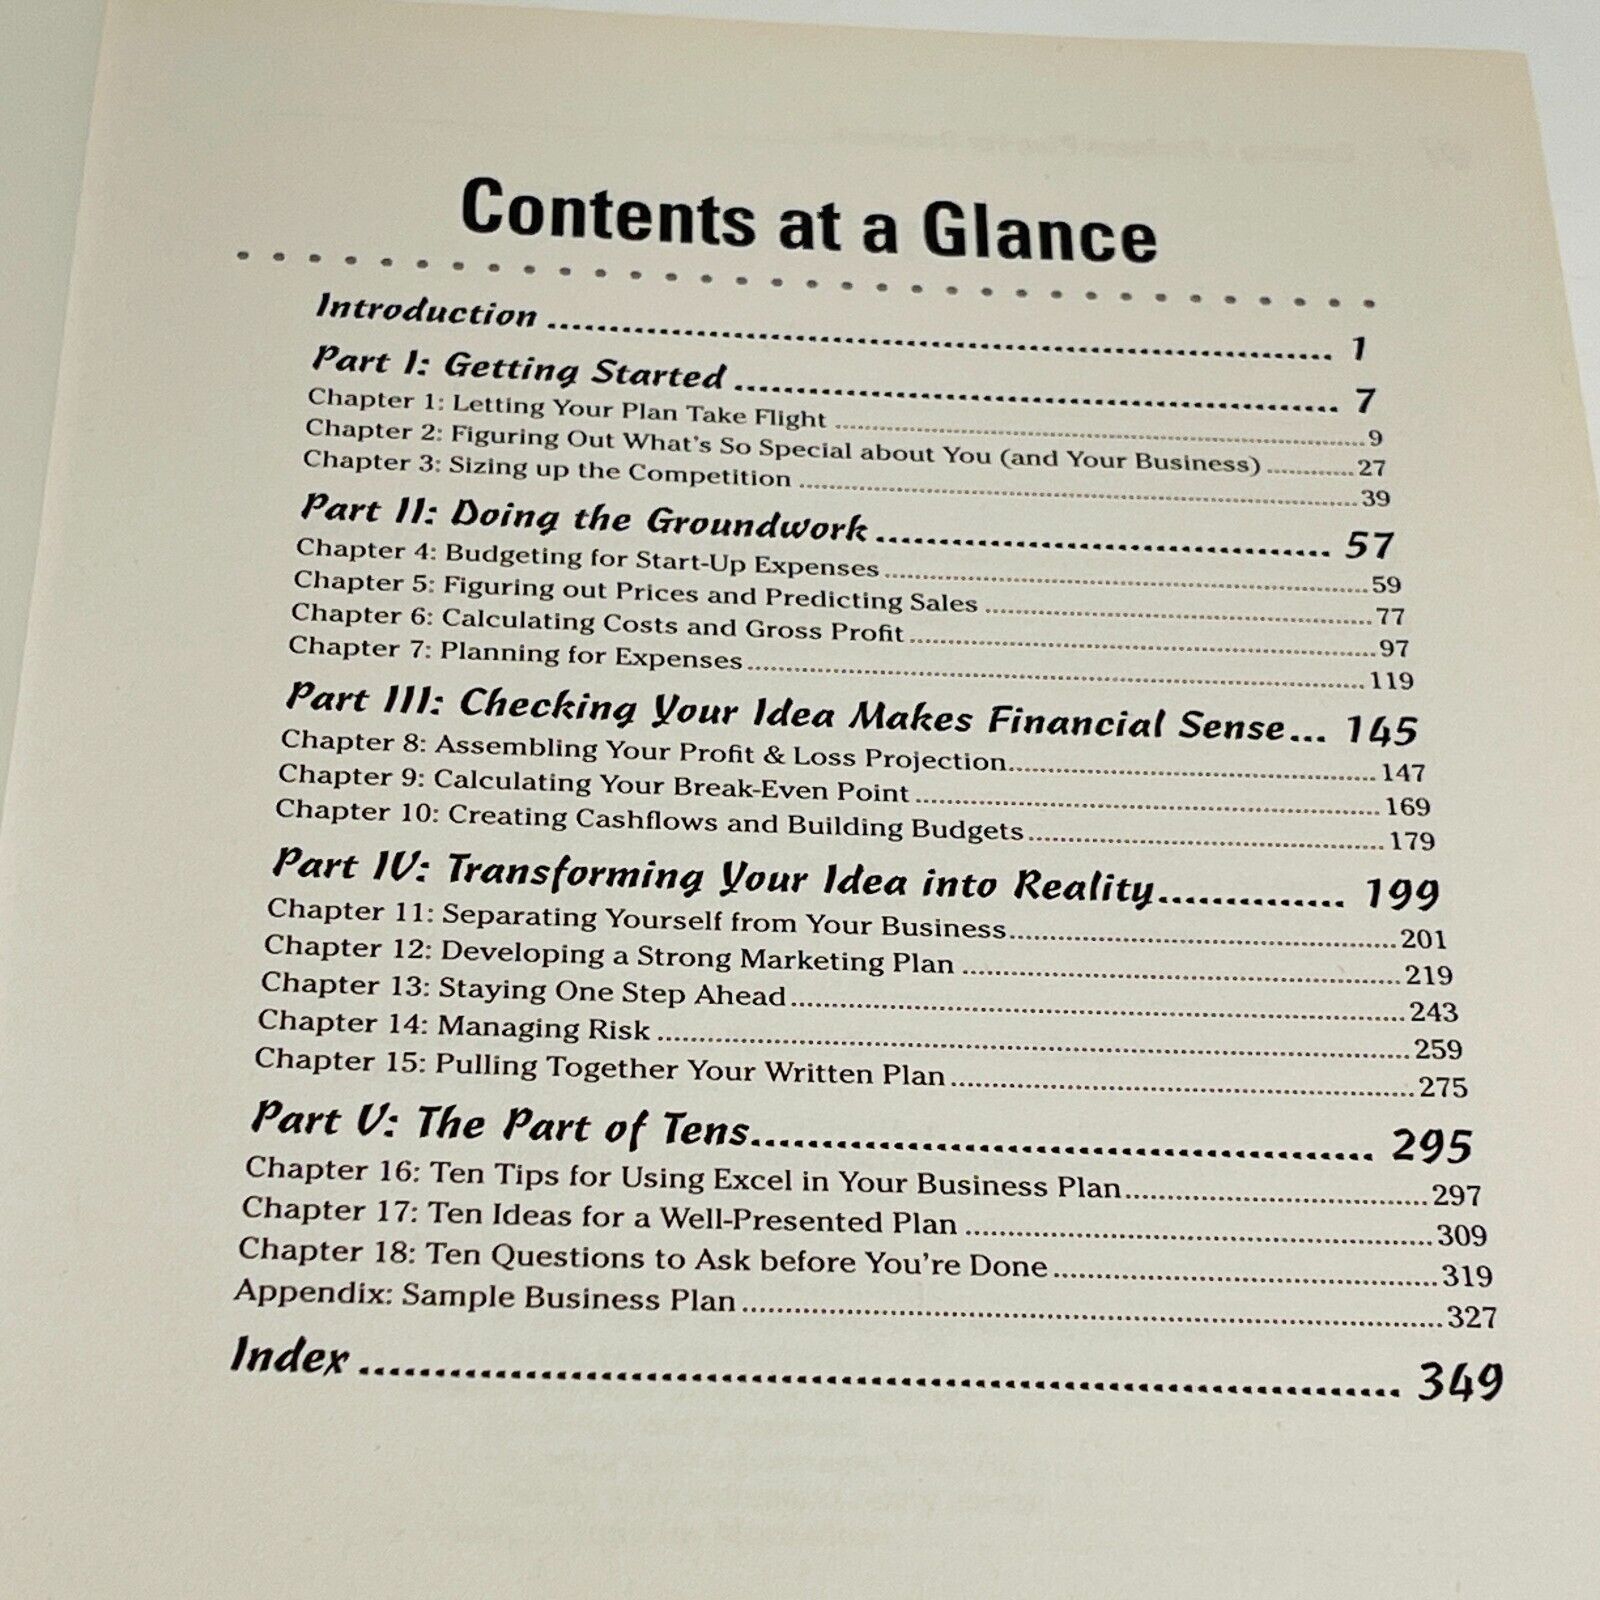 Contents at a Glance
Introduction ................................................................ 1
Part I: Getting Started ................................................ 7
Chapter 1: Letting Your Plan Take Flight ................................................ 9
Chapter 2: Figuring Out What's So Special about You (and Your Business) ............ 27
Chapter 3: Sizing up the Competition ................................................ 39
Part II: Doing the Groundwork .................................... 57
Chapter 4: Budgeting for Start-Up Expenses ................................................ 59
Chapter 5: Figuring out Prices and Predicting Sales ........................................ 77
Chapter 6: Calculating Costs and Gross Profit ................................................ 97
Chapter 7: Planning for Expenses ................................................ 119
Part III: Checking Your Idea Makes Financial Sense... 145
Chapter 8: Assembling Your Profit & Loss Projection........................................ 147
Chapter 9: Calculating Your Break-Even Point ................................................ 169
Chapter 10: Creating Cashflows and Building Budgets ........................................ 179
Part IV: Transforming Your Idea into Reality.............. 199
Chapter 11: Separating Yourself from Your Business........................................ 201
Chapter 12: Developing a Strong Marketing Plan ........................................ 219
Chapter 13: Staying One Step Ahead ................................................ 243
Chapter 14: Managing Risk ................................................ 259
Chapter 15: Pulling Together Your Written Plan ........................................ 275
Part V: The Part of Tens............................................ 295
Chapter 16: Ten Tips for Using Excel in Your Business Plan.................................... 297
Chapter 17: Ten Ideas for a Well-Presented Plan ........................................ 309
Chapter 18: Ten Questions to Ask before You're Done ........................................ 319
Appendix: Sample Business Plan ................................................ 327
Index ................................................................ 349